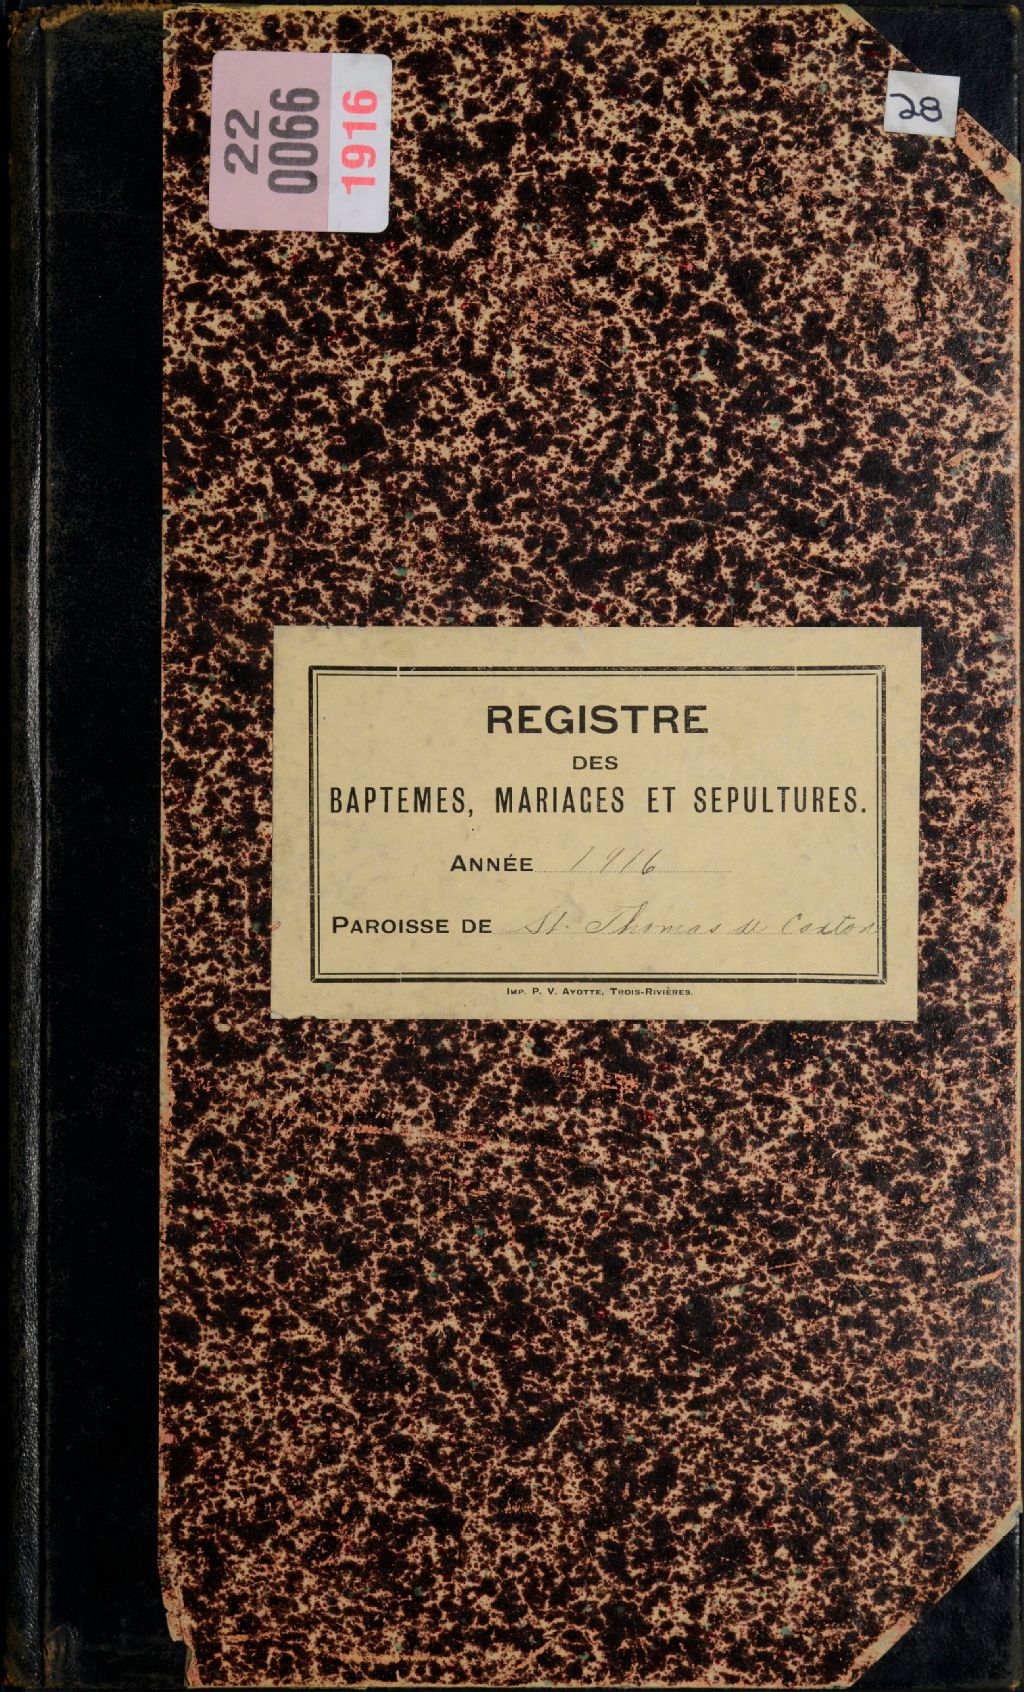 22
0066
1916
28
REGISTRE
DES
BAPTEMES, MARIAGES ET SEPULTURES.
ANNÉE 1916
PAROISSE DE St. Thomas de Caxton
IMP. P. V. AYOTTE, TROIS-RIVIÈRES.